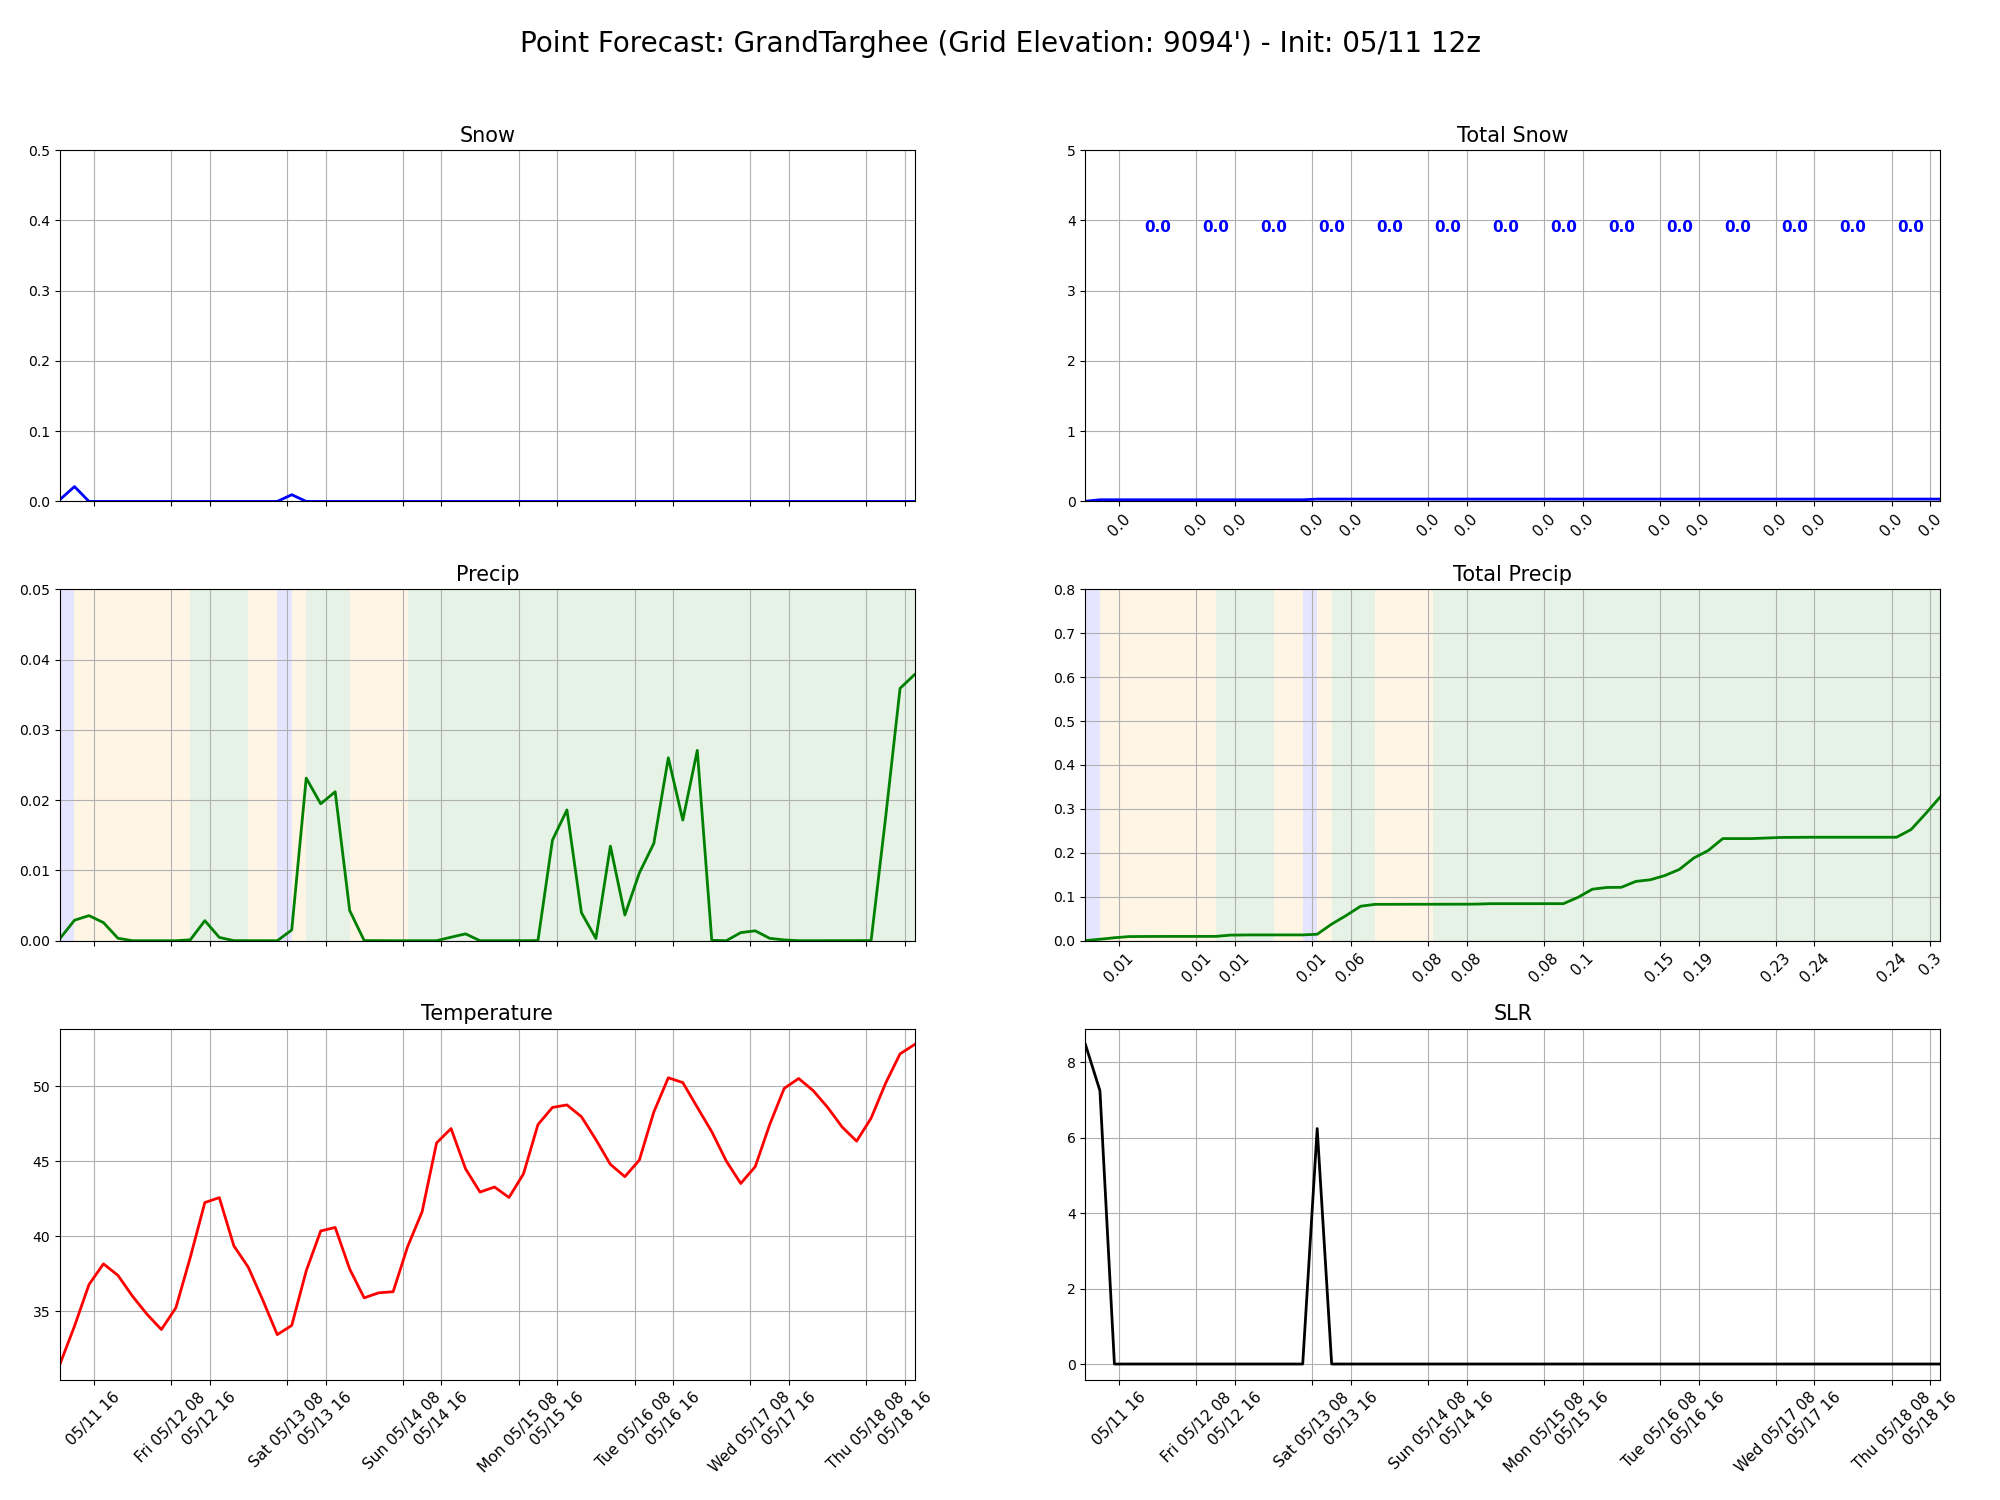 Point Forecast: GrandTarghee (Grid Elevation: 9094') - Init: 05/11 12z
Snow
0.5
0.4
0.3
0.2
0.1
0.0
Total Snow
5
4
3
2
1
0
0.0 0.0 0.0 0.0 0.0 0.0 0.0 0.0 0.0 0.0 0.0 0.0 0.0 0.0
0.0 0.0 0.0 0.0 0.0 0.0 0.0 0.0 0.0 0.0 0.0 0.0 0.0 0.0 0.0
Precip
0.05
0.04
0.03
0.02
0.01
0.00
Total Precip
0.8
0.7
0.6
0.5
0.4
0.3
0.2
0.1
0.0
0.01 0.01 0.01 0.01 0.06 0.08 0.08 0.08 0.1 0.15 0.19 0.23 0.24 0.24 0.3
Temperature
50
45
40
35
05/11 16
Fri 05/12 08
05/12 16
Sat 05/13 08
05/13 16
Sun 05/14 08
05/14 16
Mon 05/15 08
05/15 16
Tue 05/16 08
05/16 16
Wed 05/17 08
05/17 16
Thu 05/18 08
05/18 16
SLR
8
6
4
2
0
05/11 16
Fri 05/12 08
05/12 16
Sat 05/13 08
05/13 16
Sun 05/14 08
05/14 16
Mon 05/15 08
05/15 16
Tue 05/16 08
05/16 16
Wed 05/17 08
05/17 16
Thu 05/18 08
05/18 16